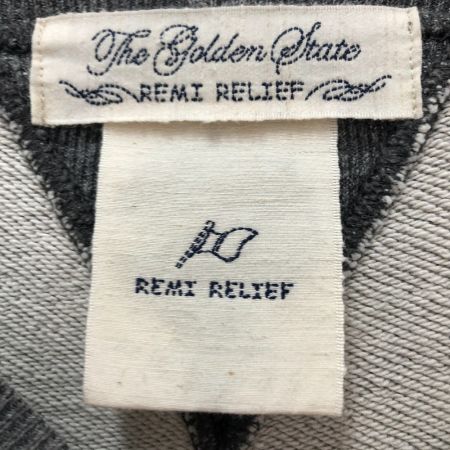 The Golden State
REMI RELIEF
REMI RELIEF